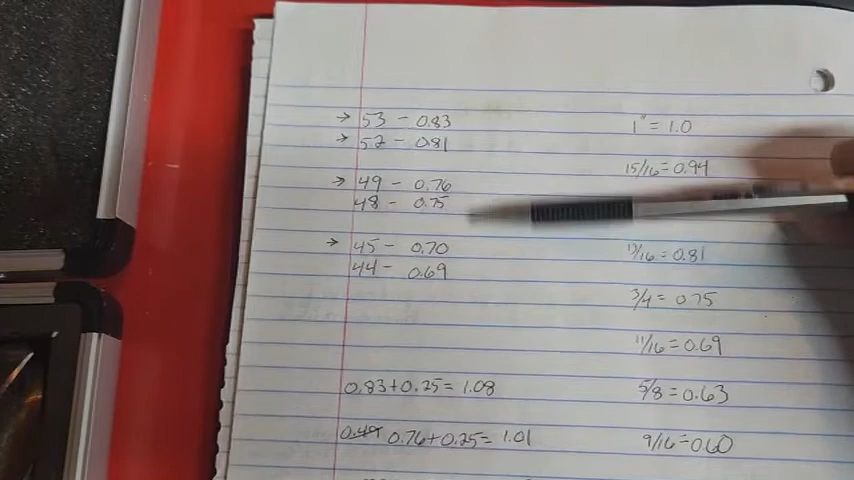 → 53 - 0.83
→ 52 - 0.81
→ 49 - 0.76
48 - 0.75
→ 45 - 0.70
44 - 0.69
0.83+0.25= 1.08
0.49 0.76+0.25= 1.01
1" = 1.0
15/16 = 0.94
13/16 = 0.81
3/4 = 0.75
11/16 = 0.69
5/8 = 0.63
9/16 = 0.60